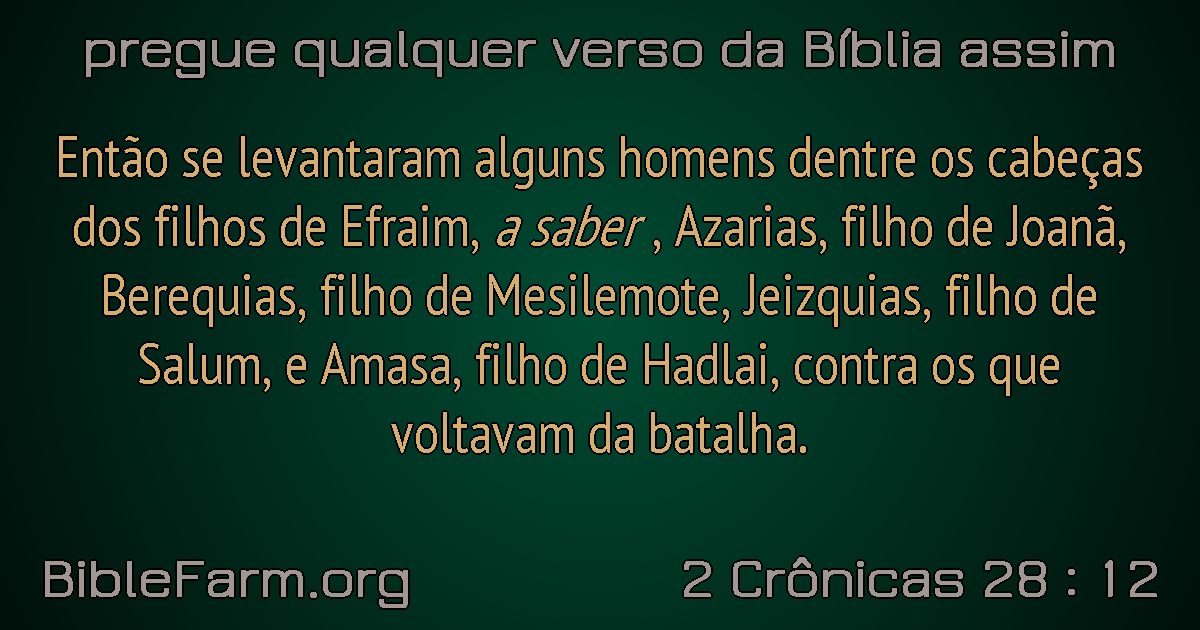 pregue qualquer verso da Bíblia assim
Então se levantaram alguns homens dentre os cabeças
dos filhos de Efraim, a saber , Azarias, filho de Joanã,
Berequias, filho de Mesilemote, Jeizquias, filho de
Salum, e Amasa, filho de Hadlai, contra os que
voltavam da batalha.
BibleFarm.org
2 Crônicas 28 : 12